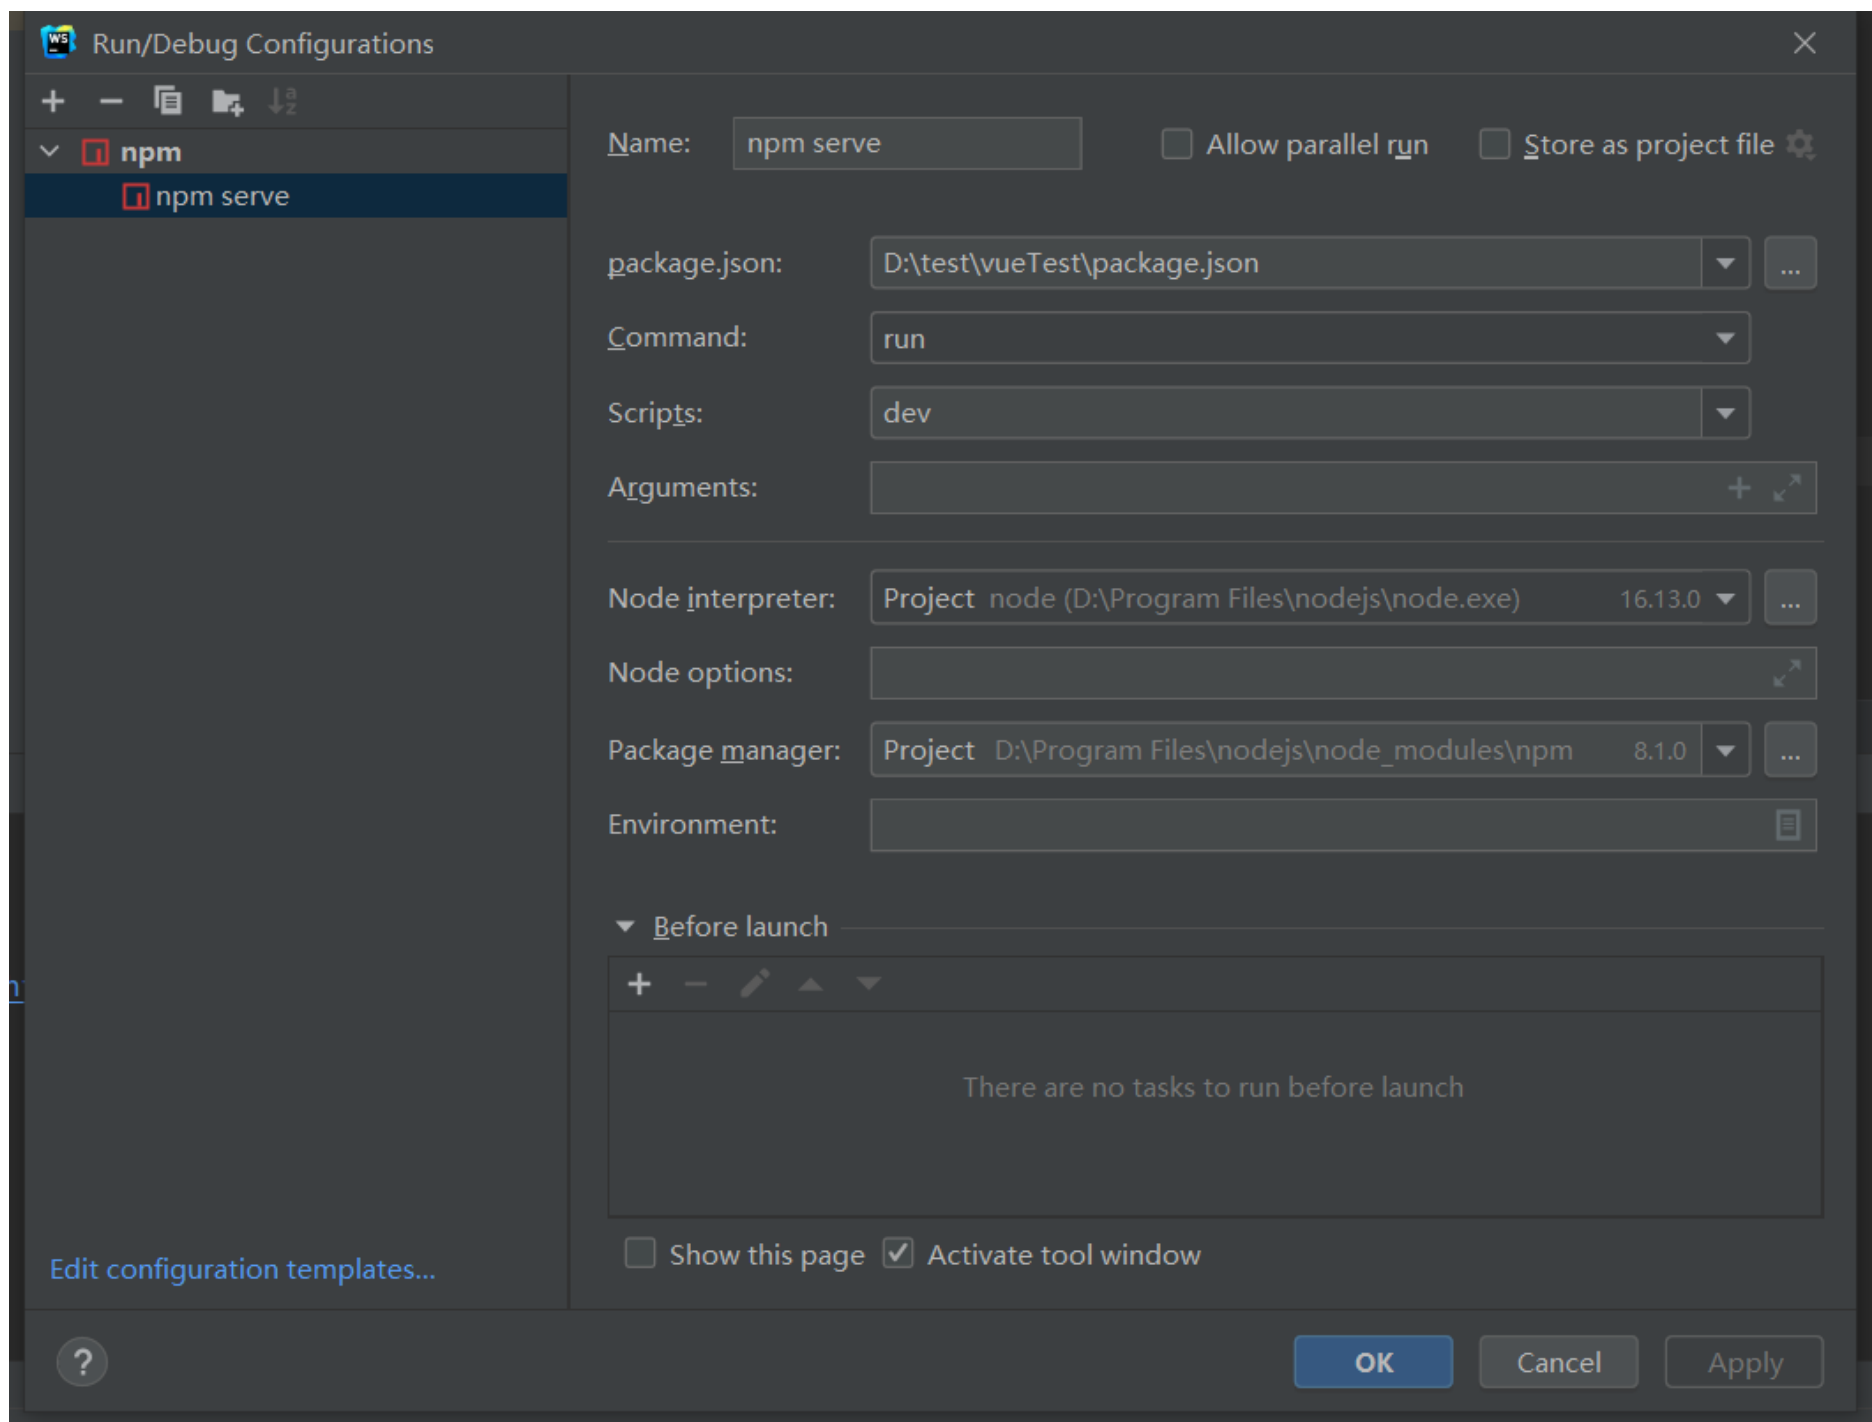 WS
Run/Debug Configurations
npm
npm serve
Name: npm serve Allow parallel run Store as project file
package.json: D:\test\vueTest\package.json ...
Command: run
Scripts: dev
Arguments:
Node interpreter: Project node (D:\Program Files\nodejs\node.exe) 16.13.0 ...
Node options:
Package manager: Project D:\Program Files\nodejs\node_modules\npm 8.1.0 ...
Environment:
Before launch
There are no tasks to run before launch
Show this page Activate tool window
Edit configuration templates...
? OK Cancel Apply